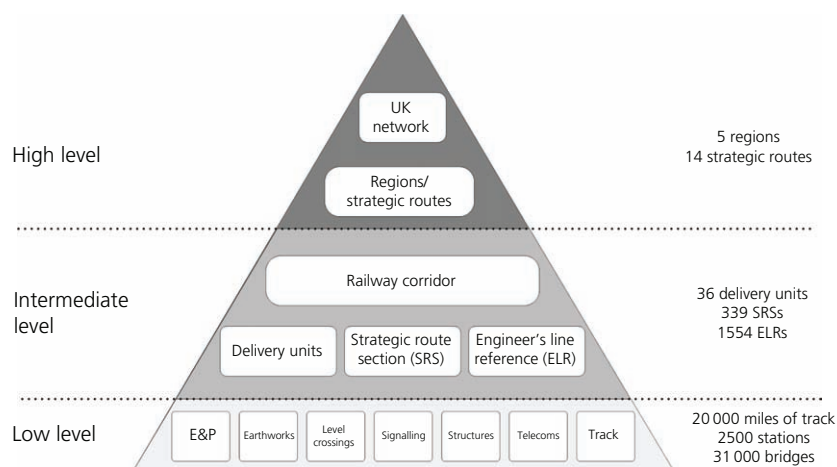 UK
network
High level
5 regions
14 strategic routes
Regions/
strategic routes
Railway corridor
Intermediate
level
36 delivery units
339 SRSs
1554 ELRs
Delivery units
Strategic route
section (SRS)
Engineer’s line
reference (ELR)
Low level
E&P
Earthworks
Level
crossings
Signalling
Structures
Telecoms
Track
20 000 miles of track
2500 stations
31 000 bridges